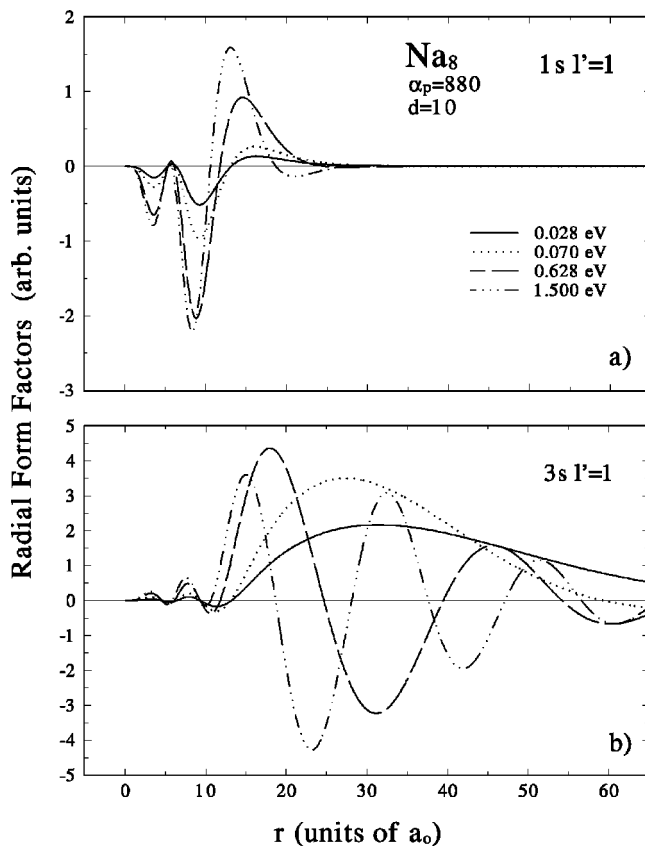 Radial Form Factors (arb. units)
2
1
0
-1
-2
-3
Na₈
αₚ=880
d=10
1s l'=1
0.028 eV
0.070 eV
0.628 eV
1.500 eV
a)
5
4
3
2
1
0
-1
-2
-3
-4
-5
3s l'=1
b)
0 10 20 30 40 50 60
r (units of aₒ)